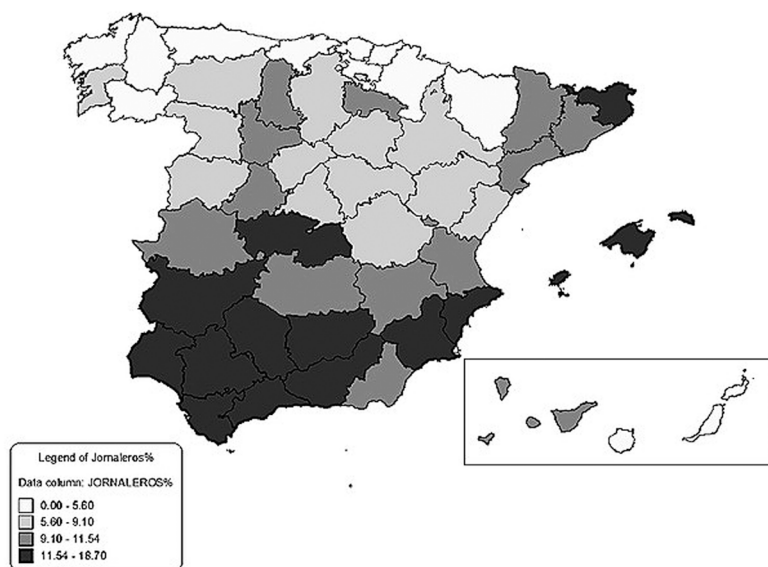 Legend of Jornaleros%
Data column: JORNALEROS%
0.00 - 5.60
5.60 - 9.10
9.10 - 11.54
11.54 - 18.70